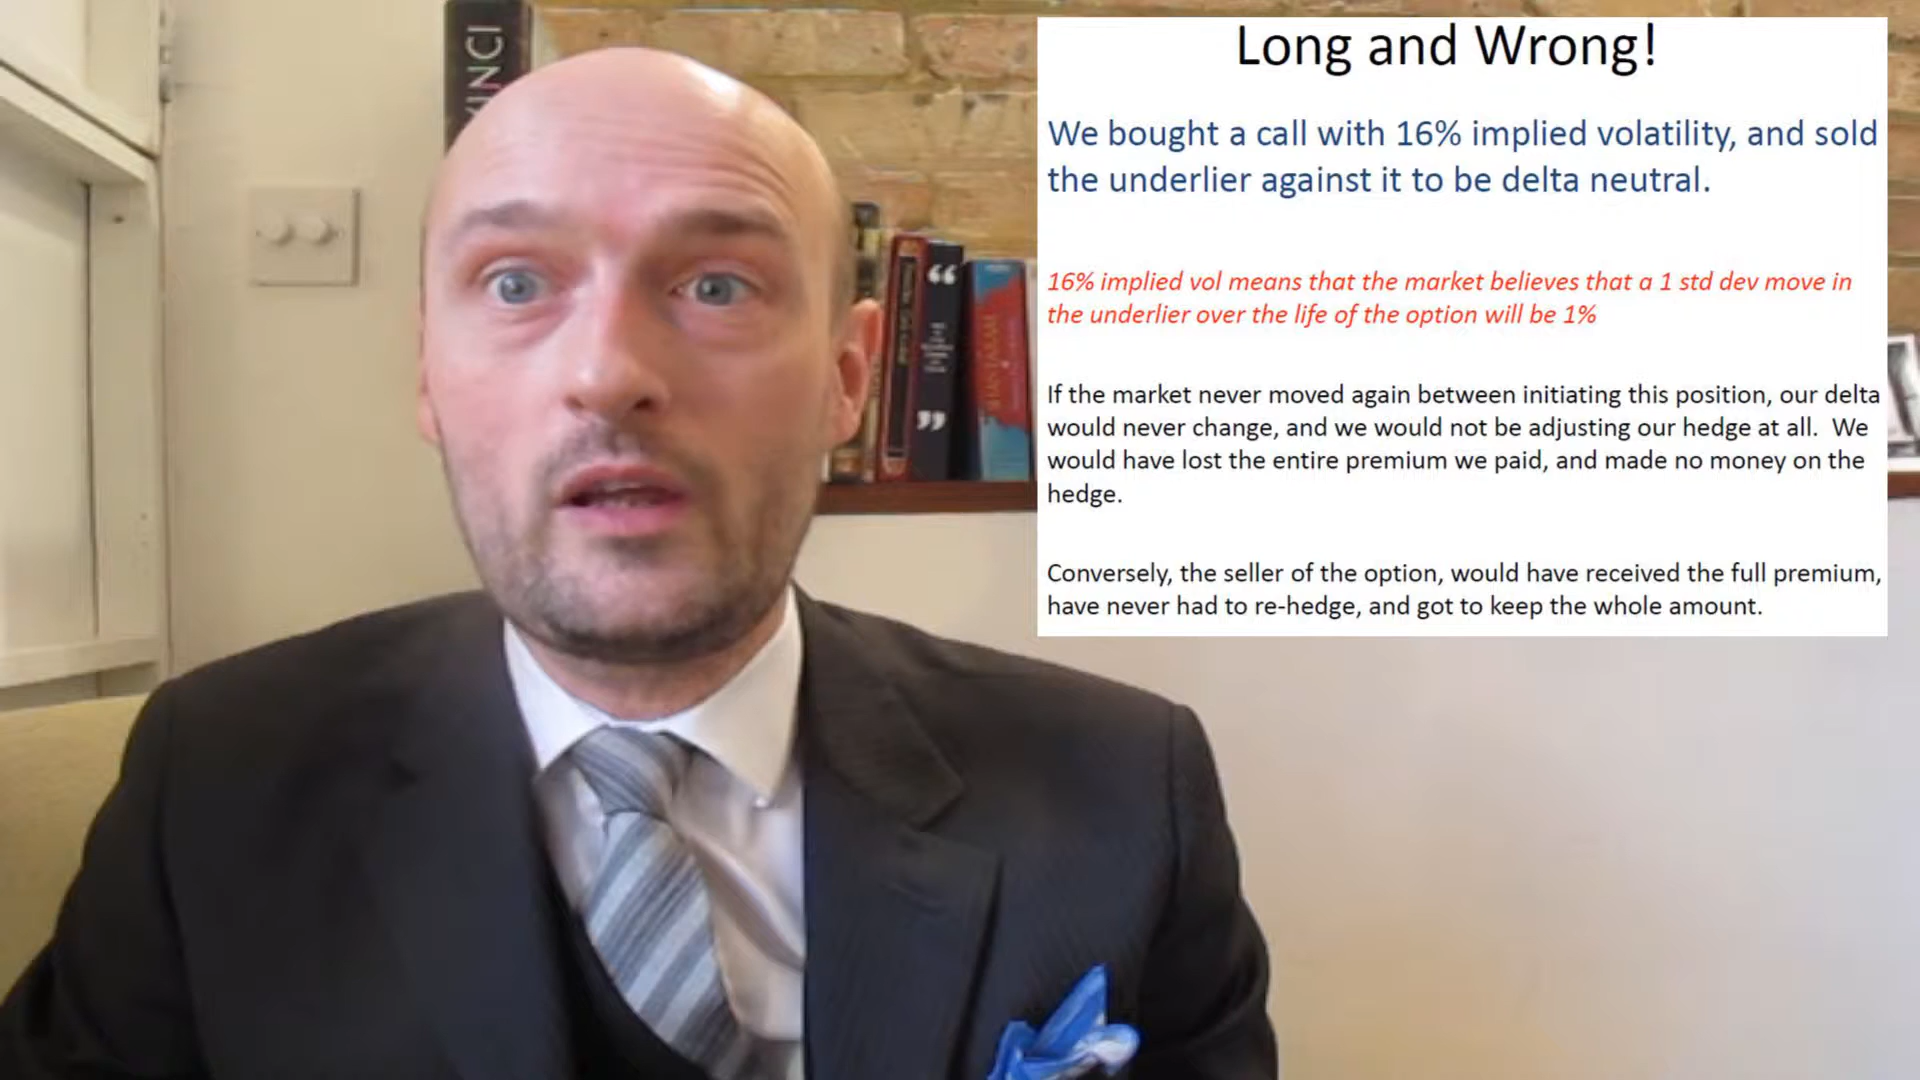 Long and Wrong!
We bought a call with 16% implied volatility, and sold
the underlier against it to be delta neutral.
16% implied vol means that the market believes that a 1 std dev move in
the underlier over the life of the option will be 1%
If the market never moved again between initiating this position, our delta
would never change, and we would not be adjusting our hedge at all.  We
would have lost the entire premium we paid, and made no money on the
hedge.
Conversely, the seller of the option, would have received the full premium,
have never had to re-hedge, and got to keep the whole amount.